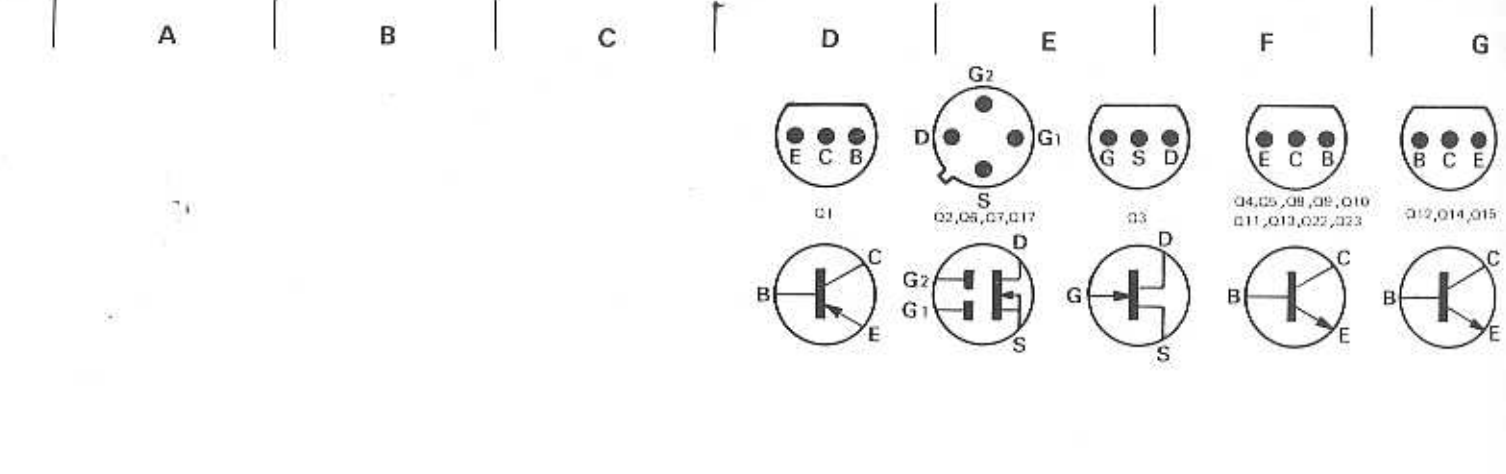 A B C D E F G
G2
D G1
E C B
G S D
E C B
B C E
S
Q1
Q2,Q6,Q7,Q17
Q3
Q4,Q5,Q8,Q9,Q10
Q11,Q13,Q22,Q23
Q12,Q14,Q15
B C E
G2 G1 D S
G D S
B C E
B C E